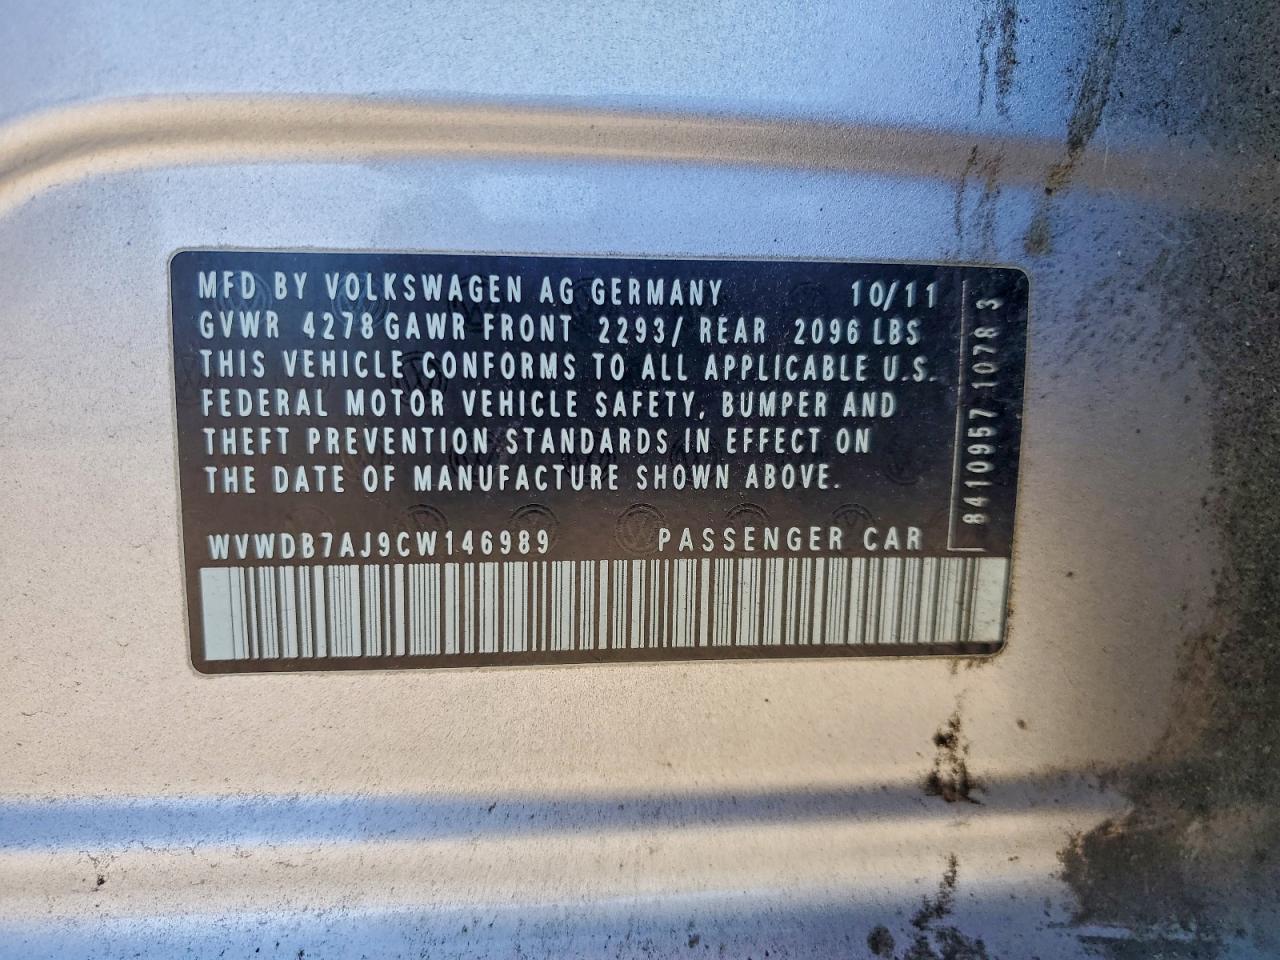 MFD BY VOLKSWAGEN AG GERMANY 10/11
GVWR 4278 GAWR FRONT 2293/ REAR 2096 LBS
THIS VEHICLE CONFORMS TO ALL APPLICABLE U.S.
FEDERAL MOTOR VEHICLE SAFETY, BUMPER AND
THEFT PREVENTION STANDARDS IN EFFECT ON
THE DATE OF MANUFACTURE SHOWN ABOVE.
WVWDB7AJ9CW146989 PASSENGER CAR
8410957 1078 3